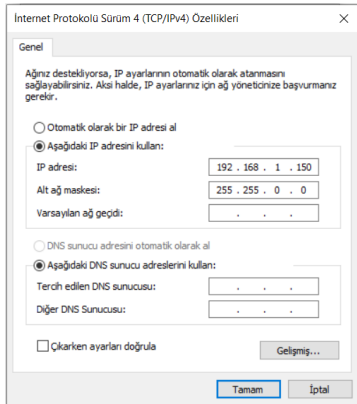 İnternet Protokolü Sürüm 4 (TCP/IPv4) Özellikleri
Genel
Ağınız destekliyorsa, IP ayarlarının otomatik olarak atanmasını
sağlayabilirsiniz. Aksi halde, IP ayarlarınız için ağ yöneticinize başvurmanız
gerekir.
Otomatik olarak bir IP adresi al
Aşağıdaki IP adresini kullan:
IP adresi: 192 . 168 . 1 . 150
Alt ağ maskesi: 255 . 255 . 0 . 0
Varsayılan ağ geçidi: . . .
DNS sunucu adresini otomatik olarak al
Aşağıdaki DNS sunucu adreslerini kullan:
Tercih edilen DNS sunucusu: . . .
Diğer DNS Sunucusu: . . .
Çıkarken ayarları doğrula
Gelişmiş...
Tamam İptal